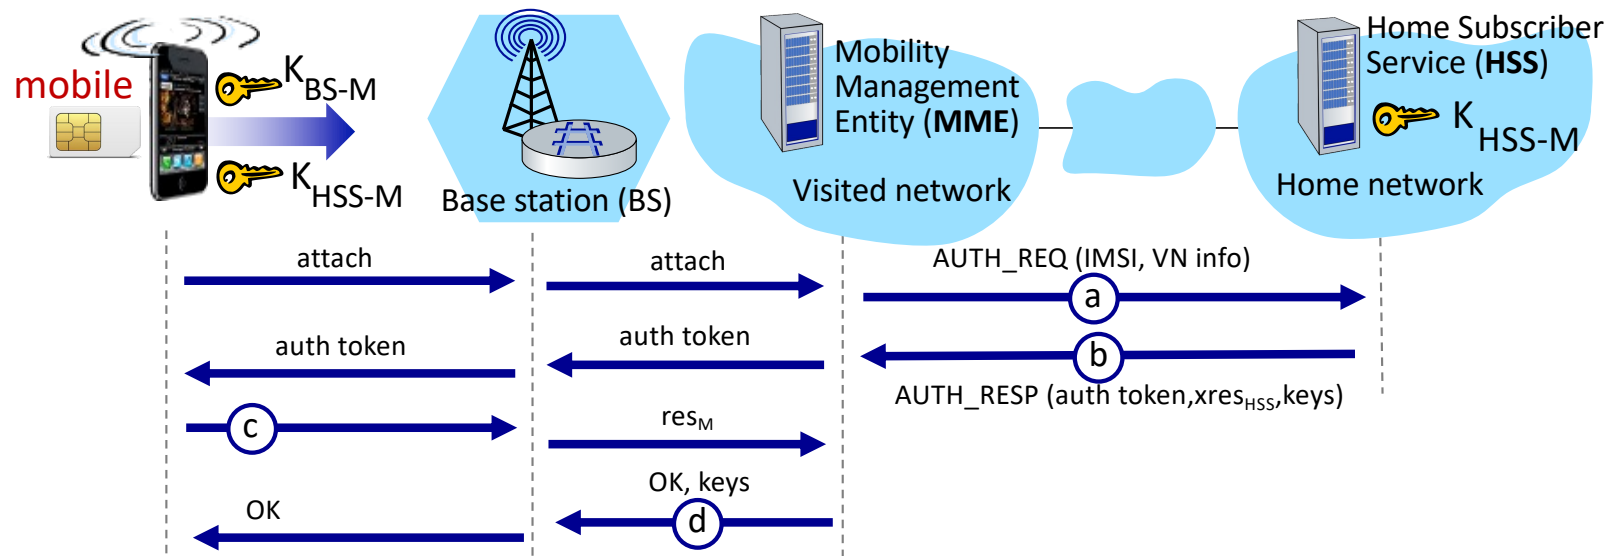 mobile
K BS-M
K HSS-M
Base station (BS)
Mobility
Management
Entity (MME)
Visited network
Home Subscriber
Service (HSS)
K HSS-M
Home network
attach
attach
AUTH_REQ (IMSI, VN info)
a
auth token
auth token
b
AUTH_RESP (auth token,xresHSS,keys)
c
resM
OK, keys
d
OK